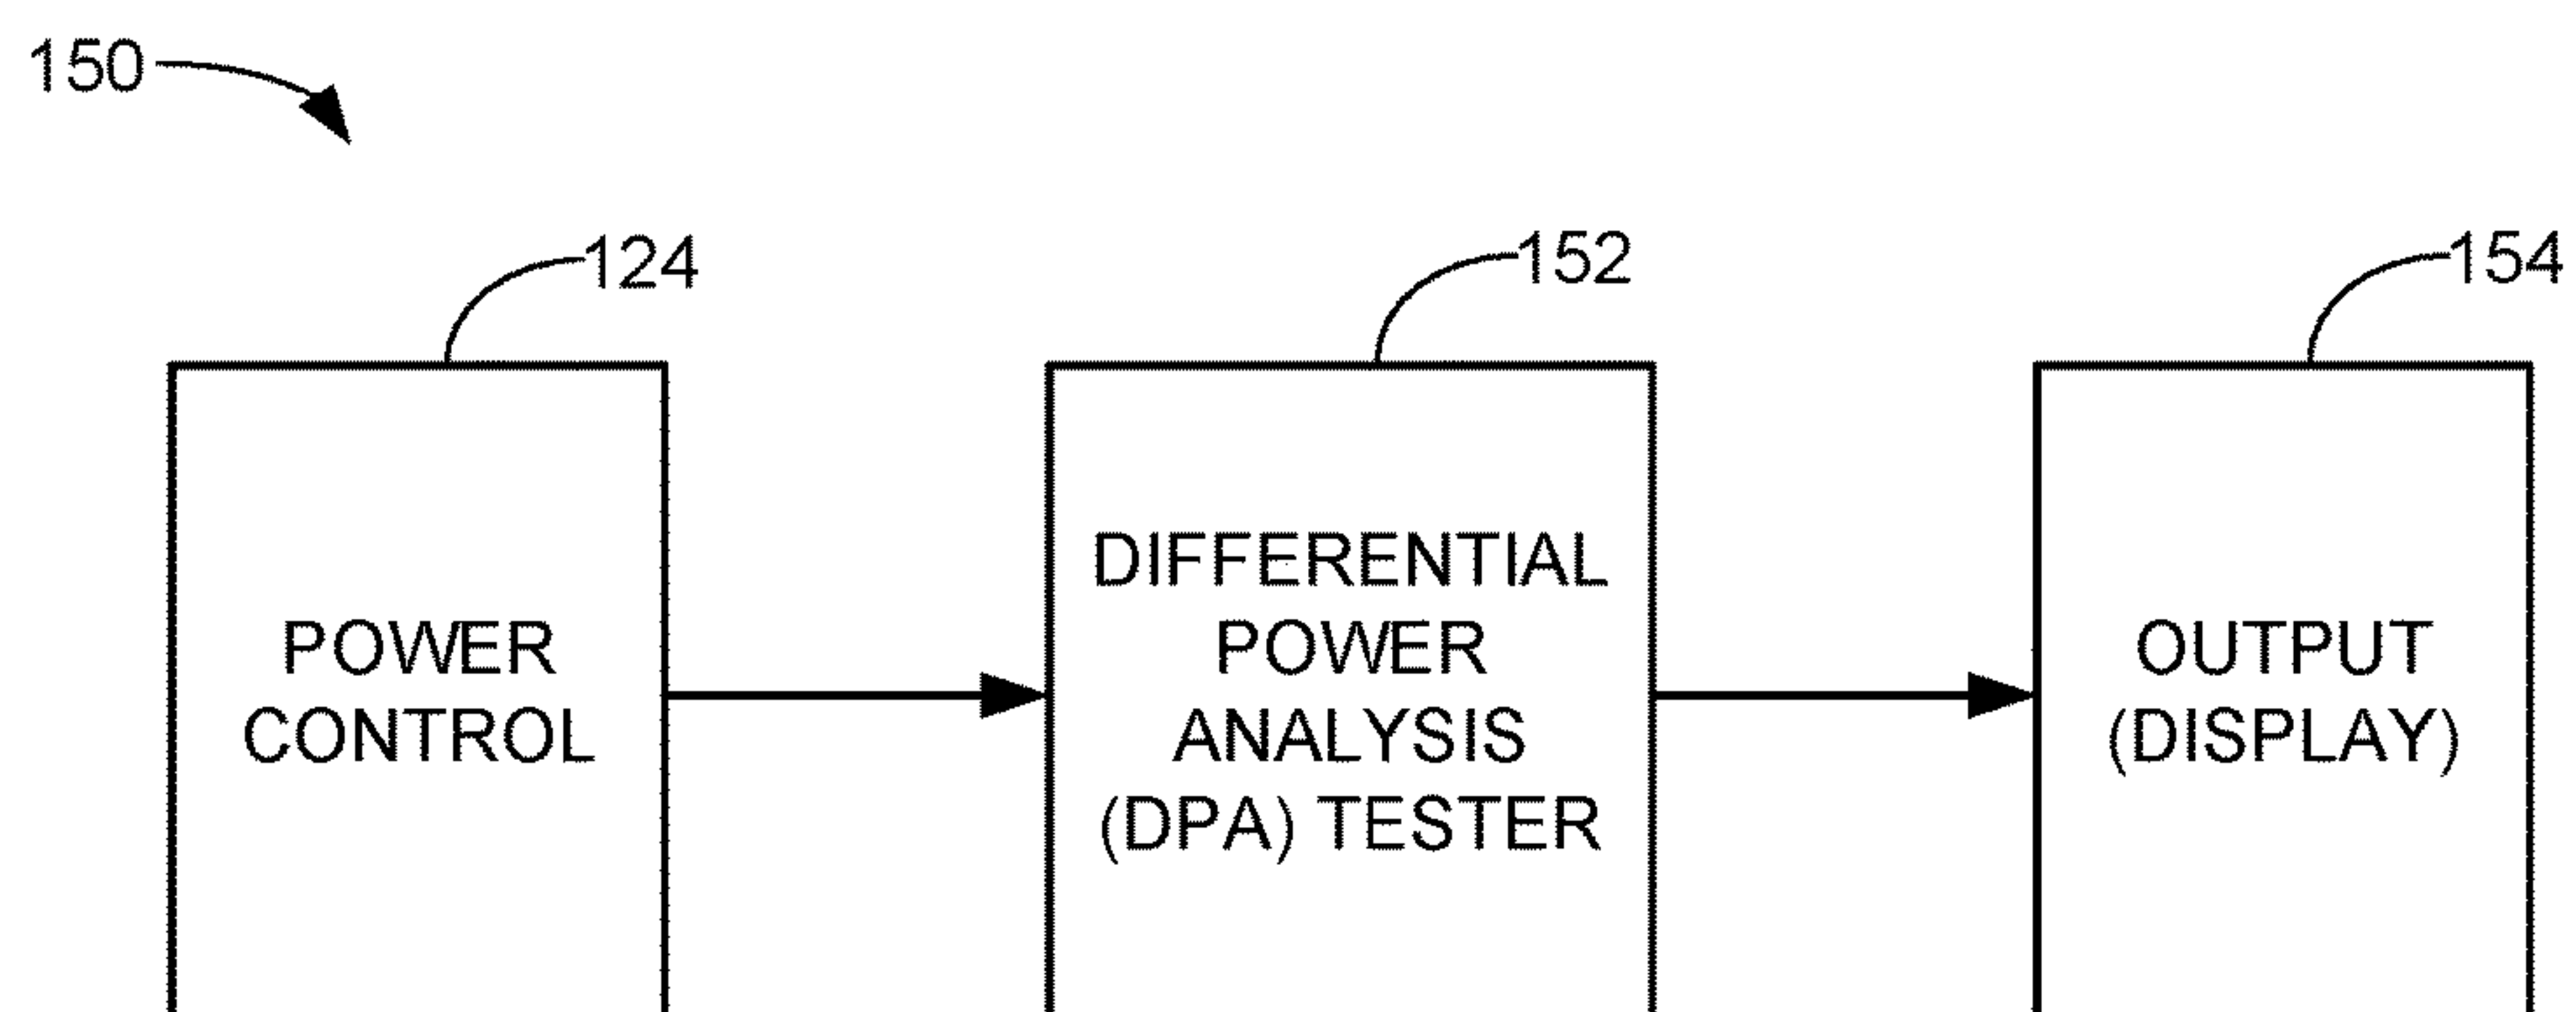 150
124
152
154
POWER
CONTROL
DIFFERENTIAL
POWER
ANALYSIS
(DPA) TESTER
OUTPUT
(DISPLAY)